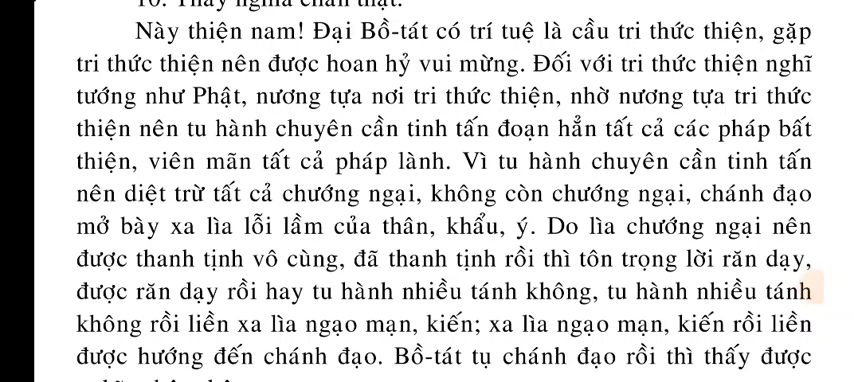 10. Thấy nghĩa chân thật.
Này thiện nam! Đại Bồ-tát có trí tuệ là cầu tri thức thiện, gặp
tri thức thiện nên được hoan hỷ vui mừng. Đối với tri thức thiện nghĩ
tướng như Phật, nương tựa nơi tri thức thiện, nhờ nương tựa tri thức
thiện nên tu hành chuyên cần tinh tấn đoạn hẳn tất cả các pháp bất
thiện, viên mãn tất cả pháp lành. Vì tu hành chuyên cần tinh tấn
nên diệt trừ tất cả chướng ngại, không còn chướng ngại, chánh đạo
mở bày xa lìa lỗi lầm của thân, khẩu, ý. Do lìa chướng ngại nên
được thanh tịnh vô cùng, đã thanh tịnh rồi thì tôn trọng lời răn dạy,
được răn dạy rồi hay tu hành nhiều tánh không, tu hành nhiều tánh
không rồi liền xa lìa ngạo mạn, kiến; xa lìa ngạo mạn, kiến rồi liền
được hướng đến chánh đạo. Bồ-tát tụ chánh đạo rồi thì thấy được